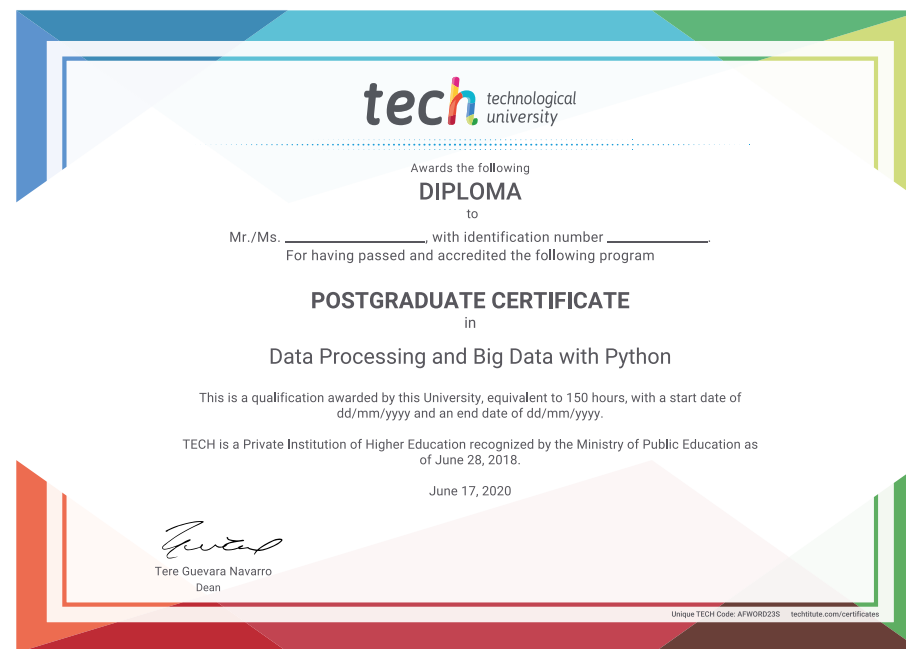 tech technological
university
Awards the following
DIPLOMA
to
Mr./Ms. ____________________, with identification number ______________.
For having passed and accredited the following program
POSTGRADUATE CERTIFICATE
in
Data Processing and Big Data with Python
This is a qualification awarded by this University, equivalent to 150 hours, with a start date of
dd/mm/yyyy and an end date of dd/mm/yyyy.
TECH is a Private Institution of Higher Education recognized by the Ministry of Public Education as
of June 28, 2018.
June 17, 2020
Tere Guevara Navarro
Dean
Unique TECH Code: AFWORD23S techtitute.com/certificates